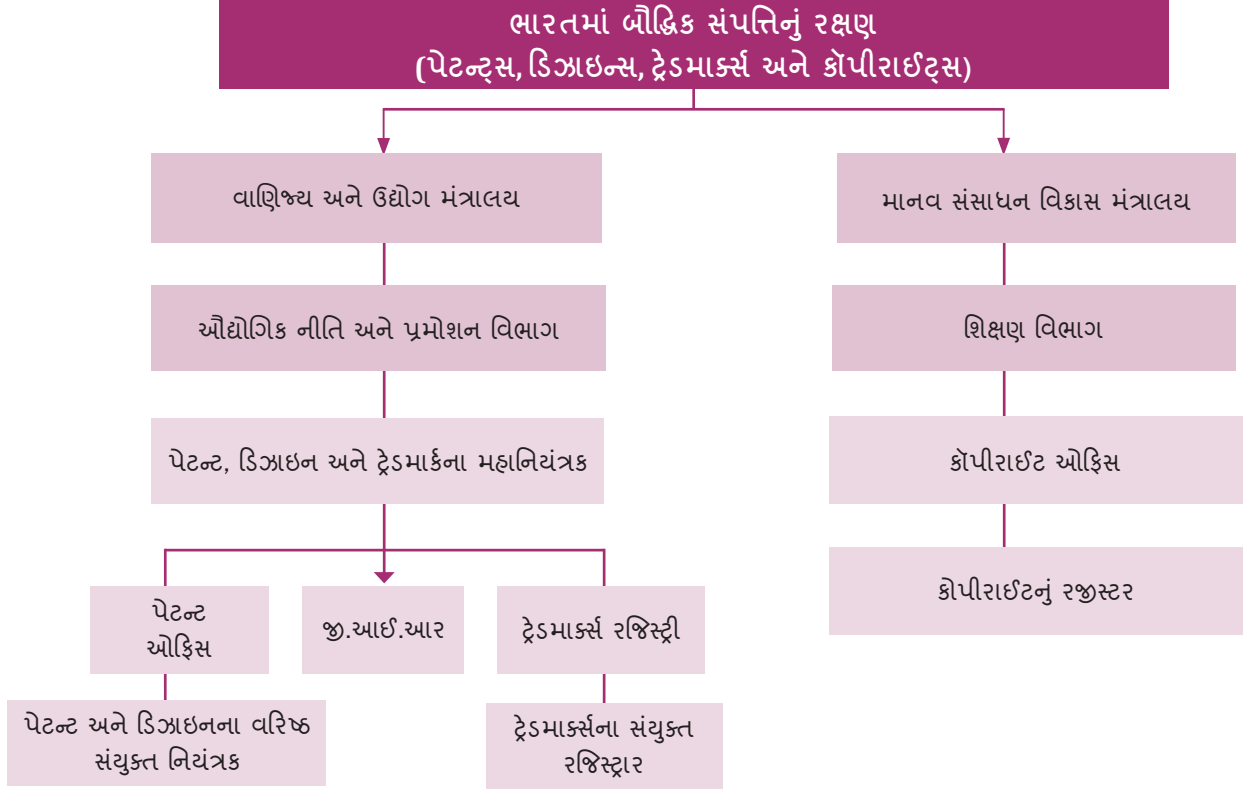 ભારતમાં બૌદ્ધિક સંપત્તિનું રક્ષણ
(પેટન્ટ્સ, ડિઝાઇન્સ, ટ્રેડમાર્ક્સ અને કૉપીરાઈટ્સ)
વાણિજ્ય અને ઉદ્યોગ મંત્રાલય
માનવ સંસાધન વિકાસ મંત્રાલય
ઔદ્યોગિક નીતિ અને પ્રમોશન વિભાગ
શિક્ષણ વિભાગ
પેટન્ટ, ડિઝાઇન અને ટ્રેડમાર્કના મહાનિયંત્રક
કૉપીરાઈટ ઓફિસ
પેટન્ટ
ઓફિસ
જી.આઈ.આર
ટ્રેડમાર્ક્સ રજિસ્ટ્રી
કોપીરાઈટનું રજીસ્ટર
પેટન્ટ અને ડિઝાઇનના વરિષ્ઠ
સંયુક્ત નિયંત્રક
ટ્રેડમાર્ક્સના સંયુક્ત
રજિસ્ટ્રાર